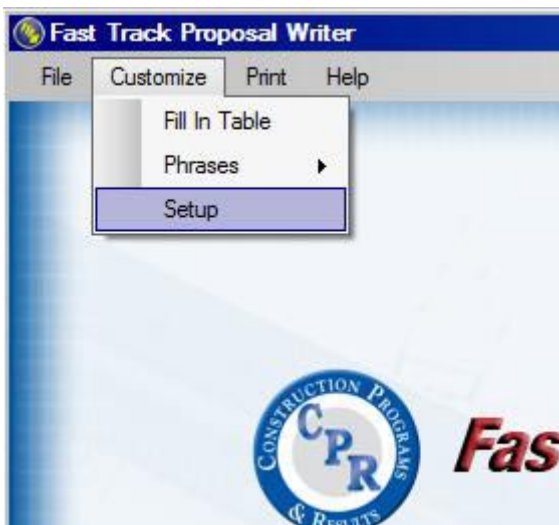 Fast Track Proposal Writer
File Customize Print Help
Fill In Table
Phrases
Setup
CONSTRUCTION PROGRAMS
CPR
& RESULTS
Fas